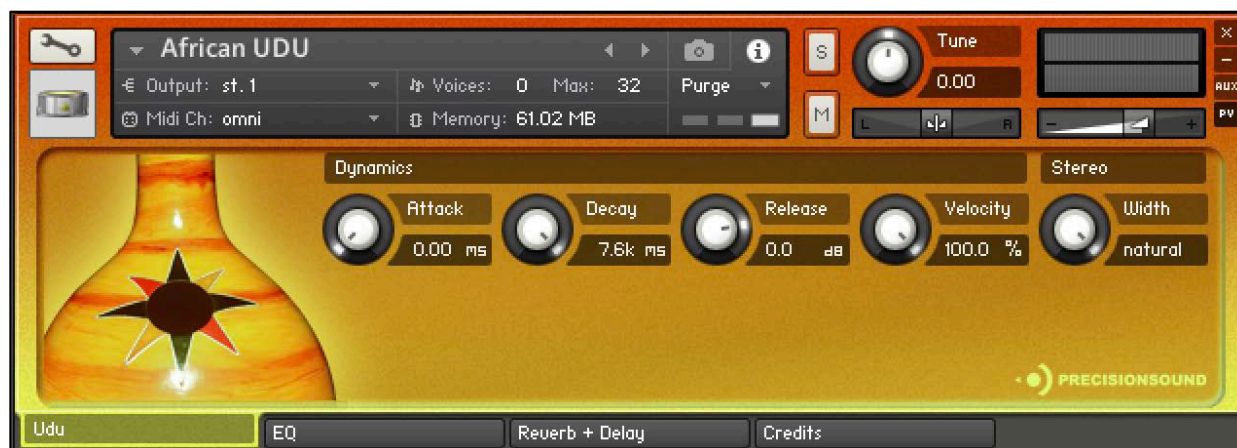 African UDU
Output: st. 1
Voices: 0 Max: 32
Purge
Midi Ch: omni
Memory: 61.02 MB
S
M
Tune
0.00
L
R
-
+
×
–
AUX
PV
Dynamics
Stereo
Attack
0.00 ms
Decay
7.6k ms
Release
0.0 dB
Velocity
100.0 %
Width
natural
PRECISIONSOUND
Udu
EQ
Reverb + Delay
Credits